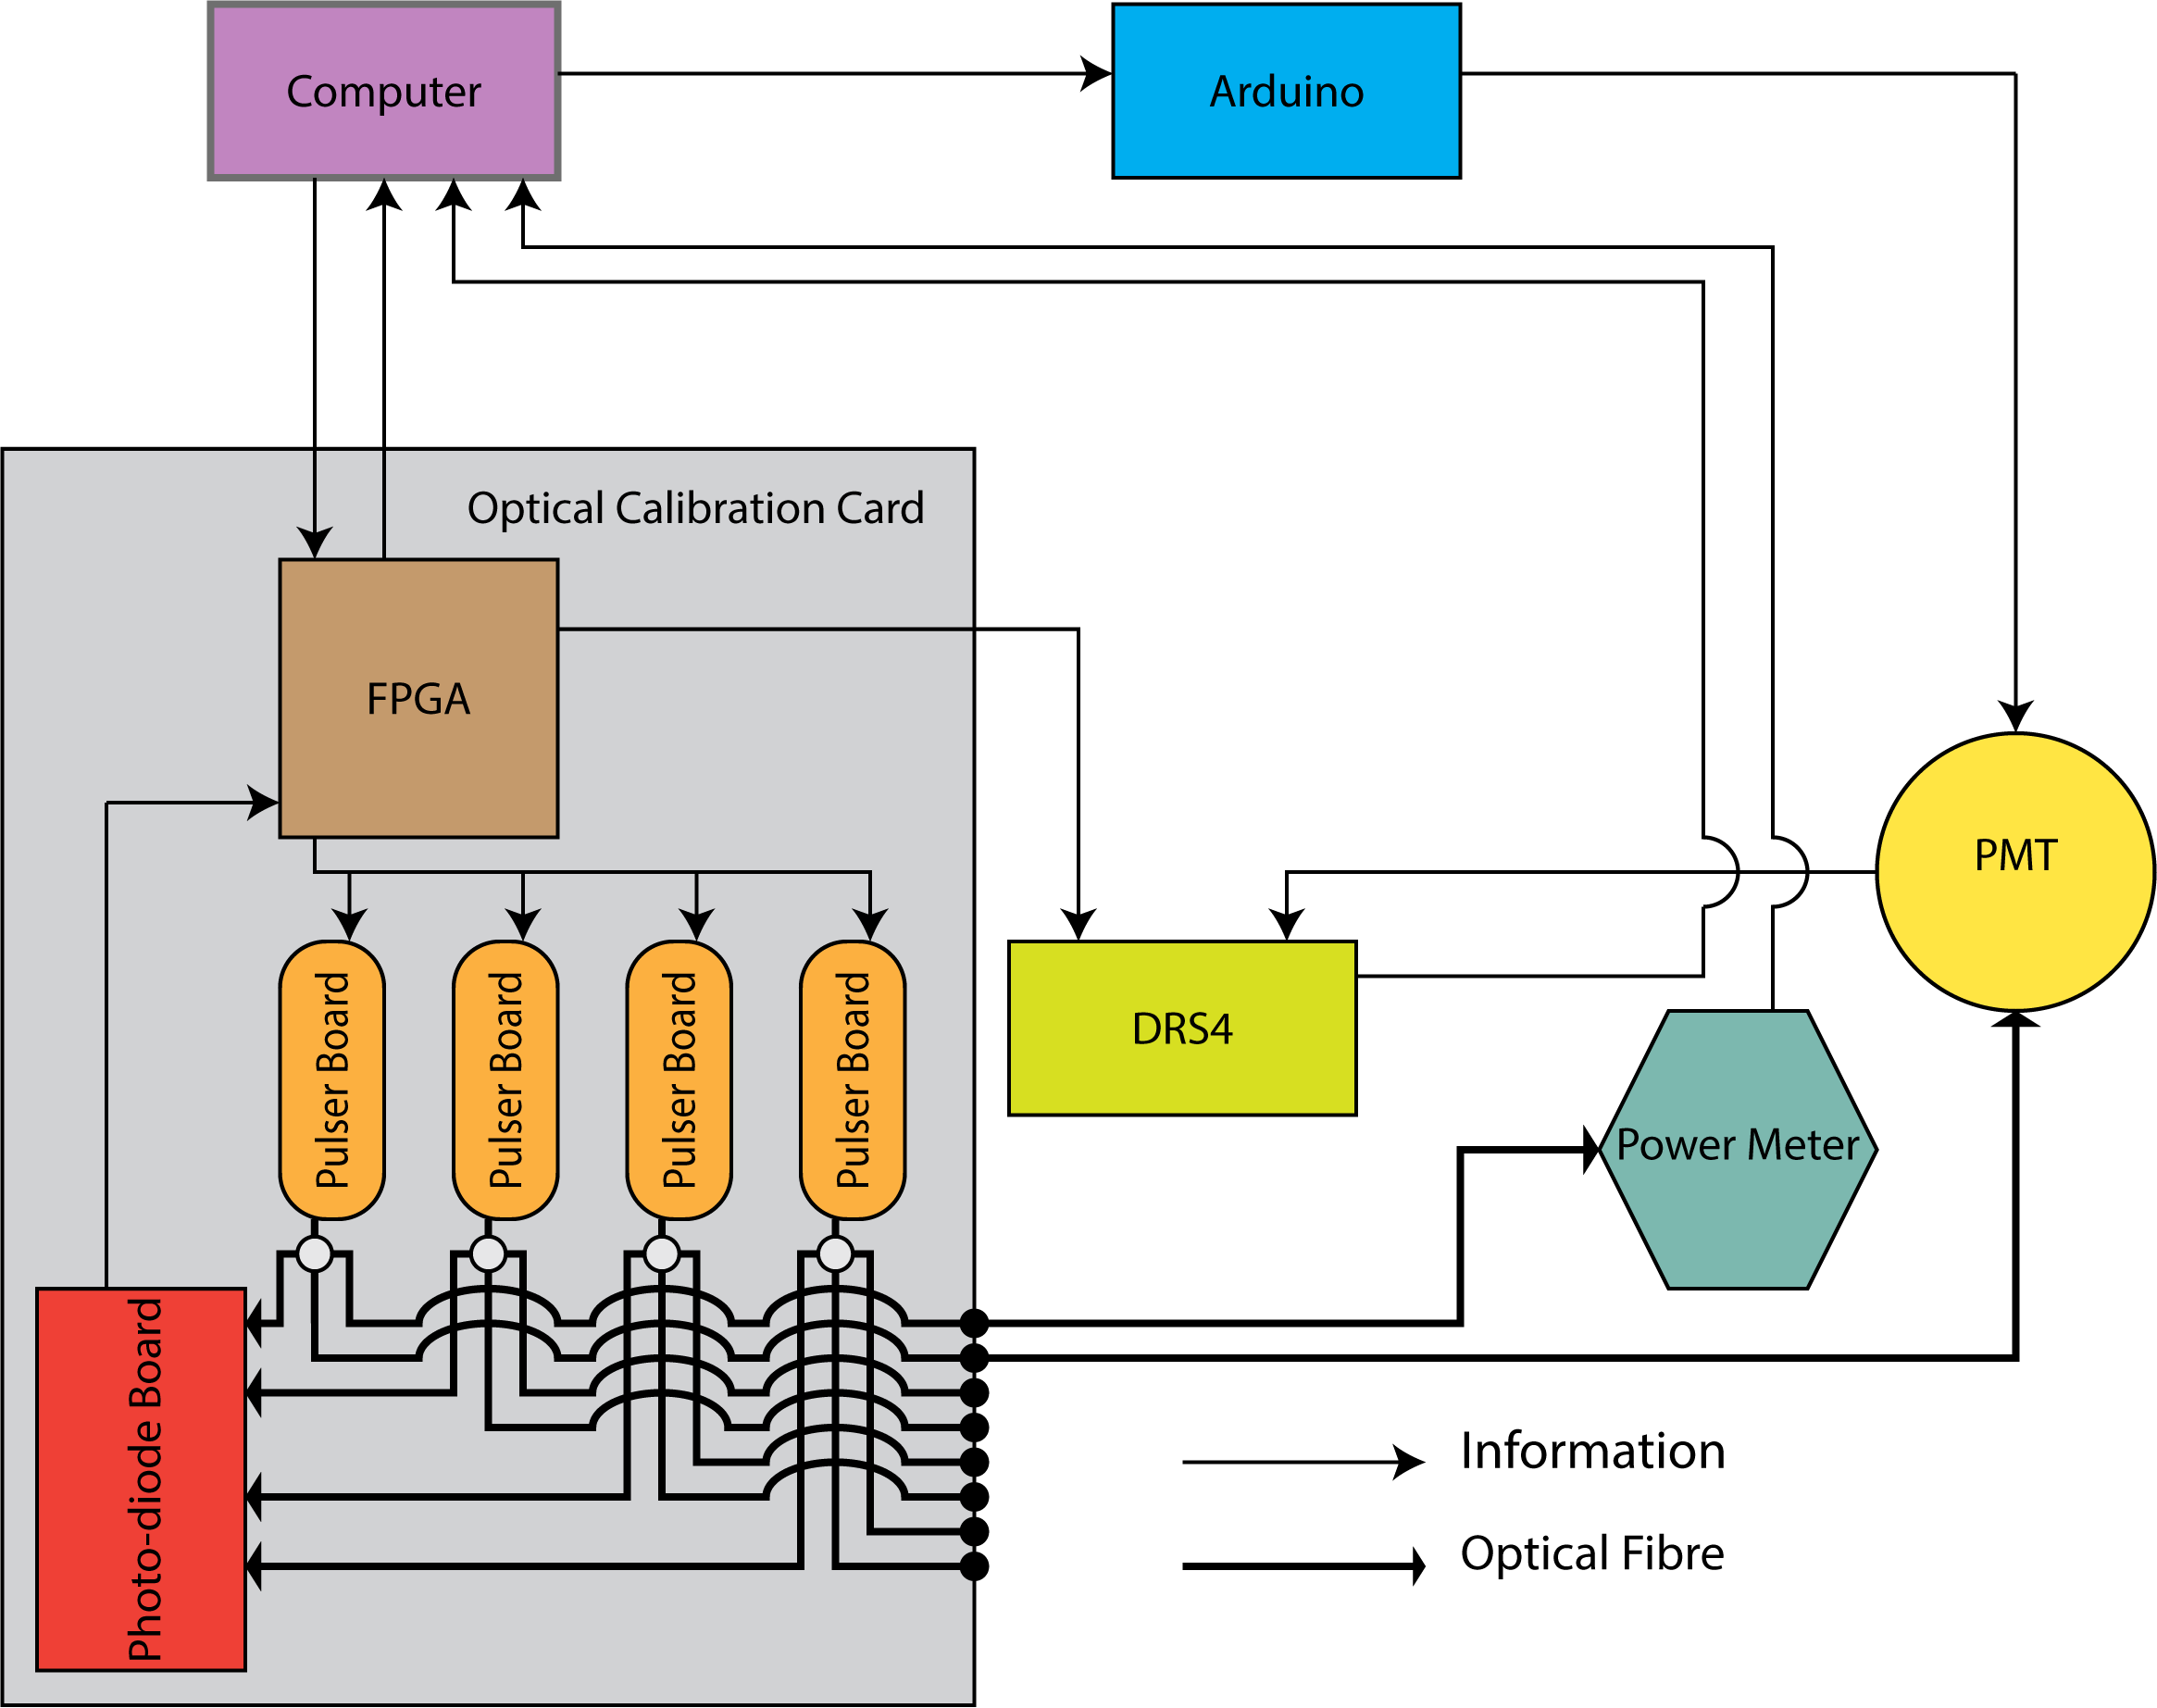 Computer
Arduino
Optical Calibration Card
FPGA
PMT
Pulser Board
Pulser Board
Pulser Board
Pulser Board
DRS4
Power Meter
Photo-diode Board
Information
Optical Fibre